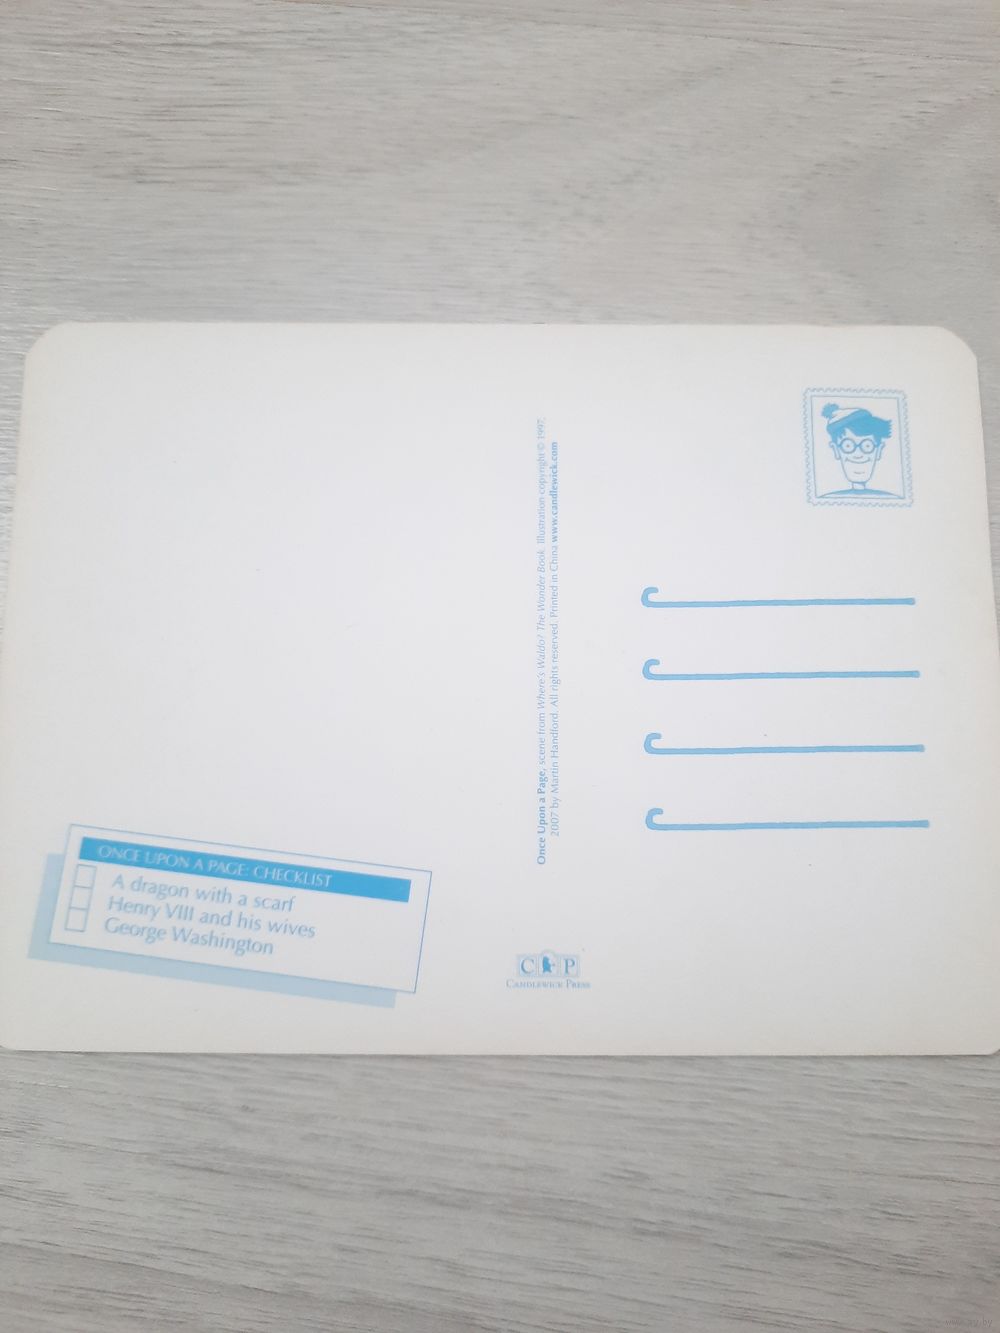 Once Upon a Page, scene from Where's Waldo? The Wonder Book. Illustration copyright © 1997,
2007 by Martin Handford. All rights reserved. Printed in China www.candlewick.com
ONCE UPON A PAGE: CHECKLIST
A dragon with a scarf
Henry VIII and his wives
George Washington
C P
CANDLEWICK PRESS